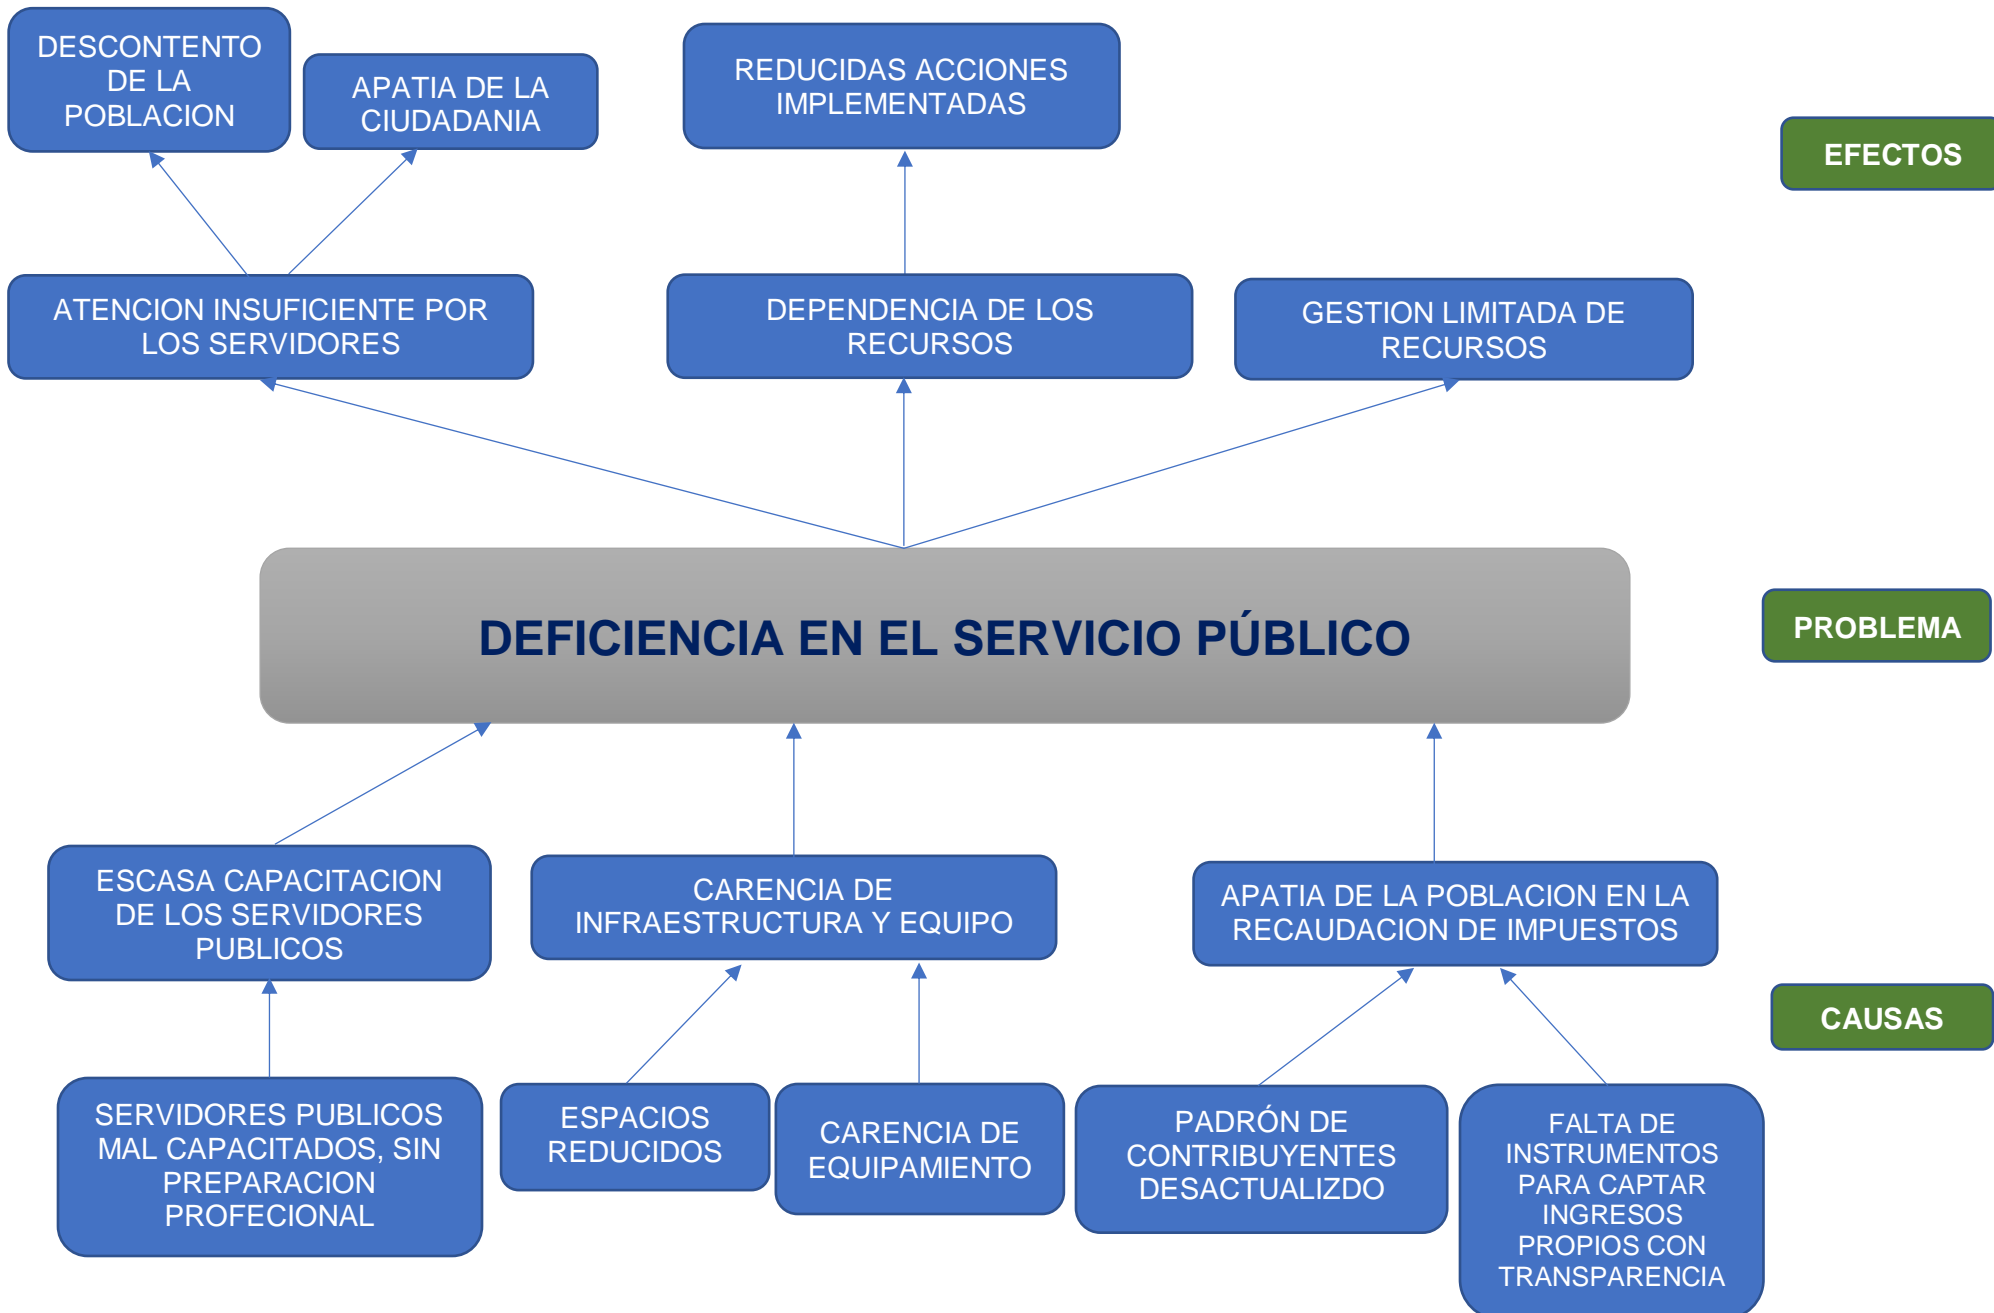 DESCONTENTO
DE LA
POBLACION
APATIA DE LA
CIUDADANIA
REDUCIDAS ACCIONES
IMPLEMENTADAS
EFECTOS
ATENCION INSUFICIENTE POR
LOS SERVIDORES
DEPENDENCIA DE LOS
RECURSOS
GESTION LIMITADA DE
RECURSOS
DEFICIENCIA EN EL SERVICIO PÚBLICO
PROBLEMA
ESCASA CAPACITACION
DE LOS SERVIDORES
PUBLICOS
CARENCIA DE
INFRAESTRUCTURA Y EQUIPO
APATIA DE LA POBLACION EN LA
RECAUDACION DE IMPUESTOS
CAUSAS
SERVIDORES PUBLICOS
MAL CAPACITADOS, SIN
PREPARACION
PROFECIONAL
ESPACIOS
REDUCIDOS
CARENCIA DE
EQUIPAMIENTO
PADRÓN DE
CONTRIBUYENTES
DESACTUALIZDO
FALTA DE
INSTRUMENTOS
PARA CAPTAR
INGRESOS
PROPIOS CON
TRANSPARENCIA